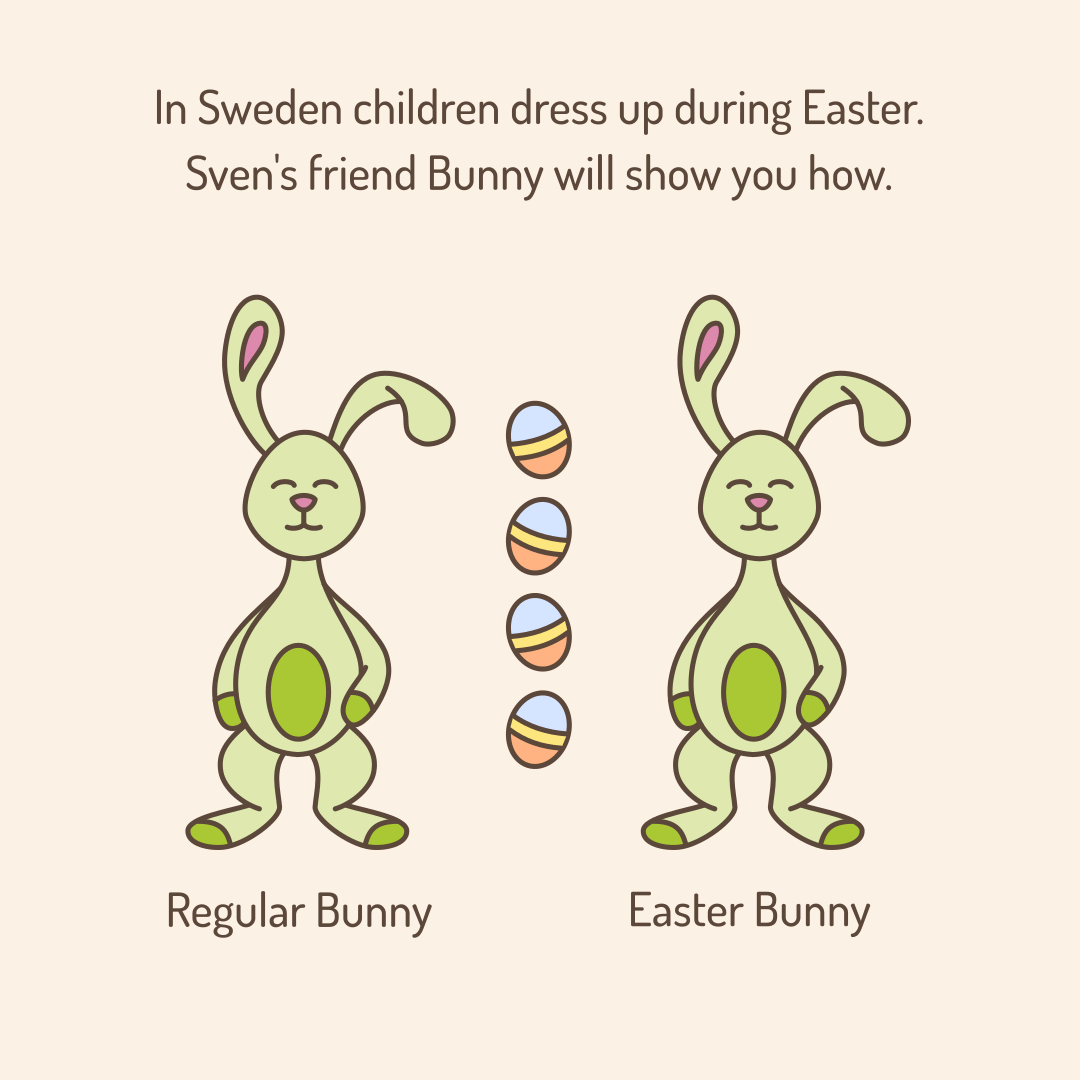 In Sweden children dress up during Easter.
Sven's friend Bunny will show you how.
Regular Bunny
Easter Bunny